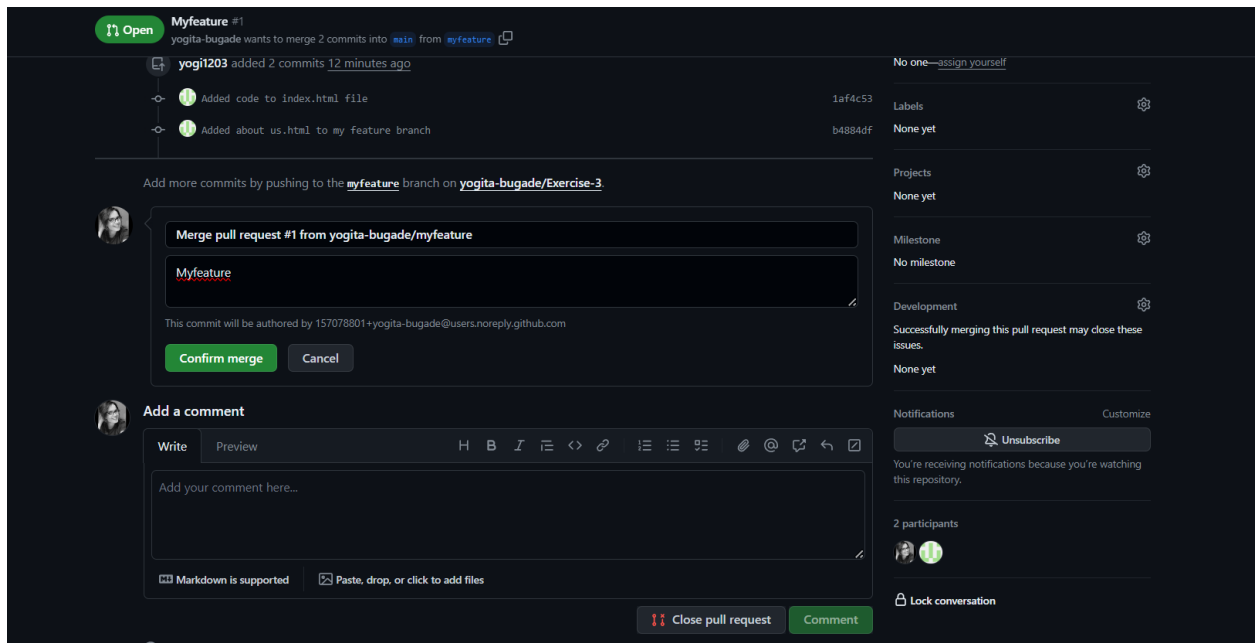 Open
Myfeature #1
yogita-bugade wants to merge 2 commits into main from myfeature
yogi1203 added 2 commits 12 minutes ago
Added code to index.html file 1af4c53
Added about us.html to my feature branch b4884df
Add more commits by pushing to the myfeature branch on yogita-bugade/Exercise-3.
Merge pull request #1 from yogita-bugade/myfeature
Myfeature
This commit will be authored by 157078801+yogita-bugade@users.noreply.github.com
Confirm merge Cancel
Add a comment
Write Preview
Add your comment here...
Markdown is supported Paste, drop, or click to add files
Close pull request Comment
No one—assign yourself
Labels
None yet
Projects
None yet
Milestone
No milestone
Development
Successfully merging this pull request may close these
issues.
None yet
Notifications Customize
Unsubscribe
You're receiving notifications because you're watching
this repository.
2 participants
Lock conversation